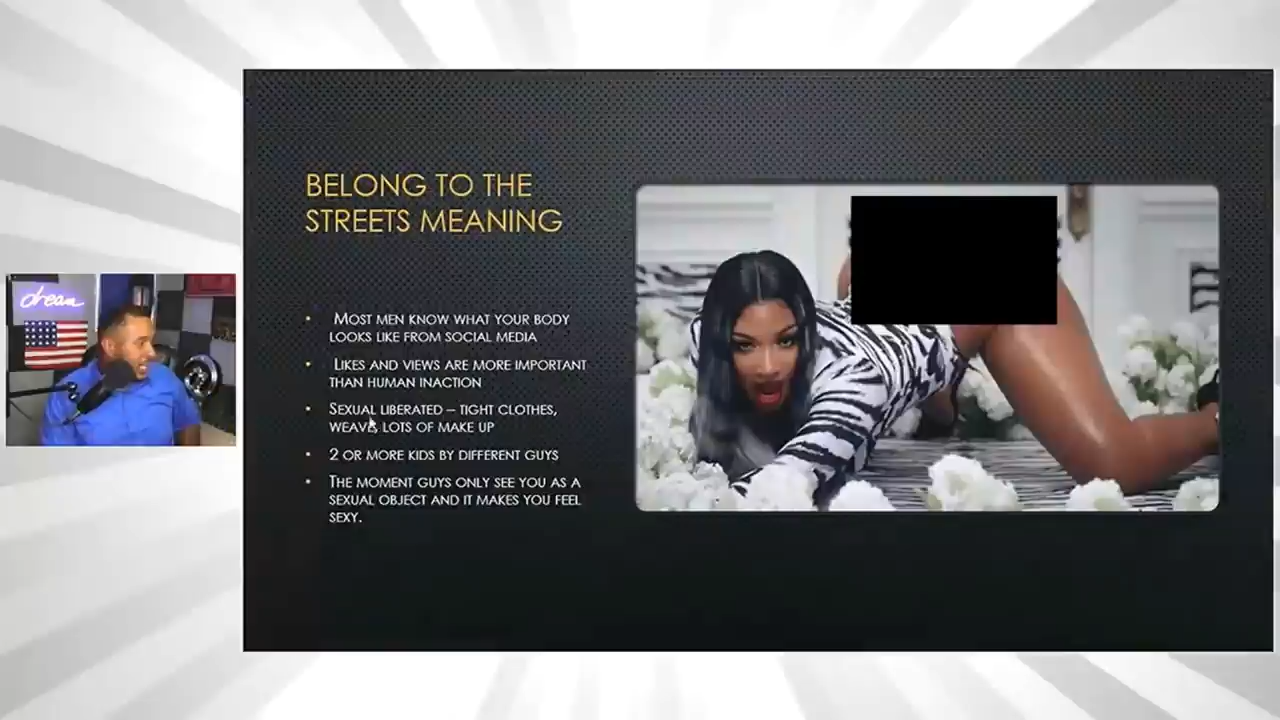 BELONG TO THE
STREETS MEANING
dream
MOST MEN KNOW WHAT YOUR BODY
LOOKS LIKE FROM SOCIAL MEDIA
LIKES AND VIEWS ARE MORE IMPORTANT
THAN HUMAN INACTION
SEXUAL LIBERATED – TIGHT CLOTHES,
WEAVE, LOTS OF MAKE UP
2 OR MORE KIDS BY DIFFERENT GUYS
THE MOMENT GUYS ONLY SEE YOU AS A
SEXUAL OBJECT AND IT MAKES YOU FEEL
SEXY.